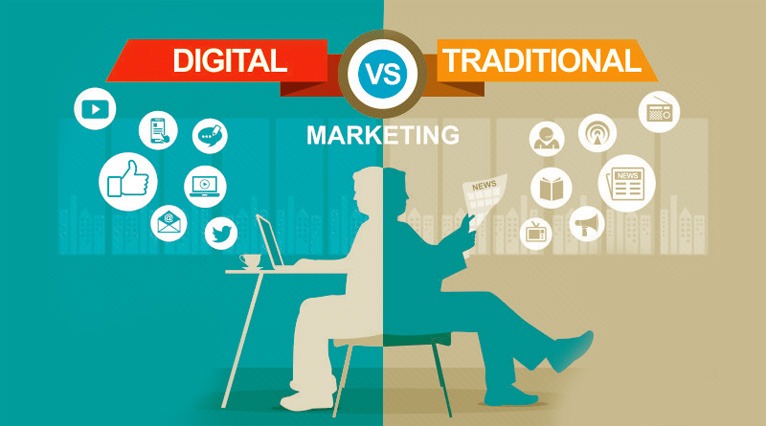 DIGITAL
VS
TRADITIONAL
MARKETING
NEWS
NEWS